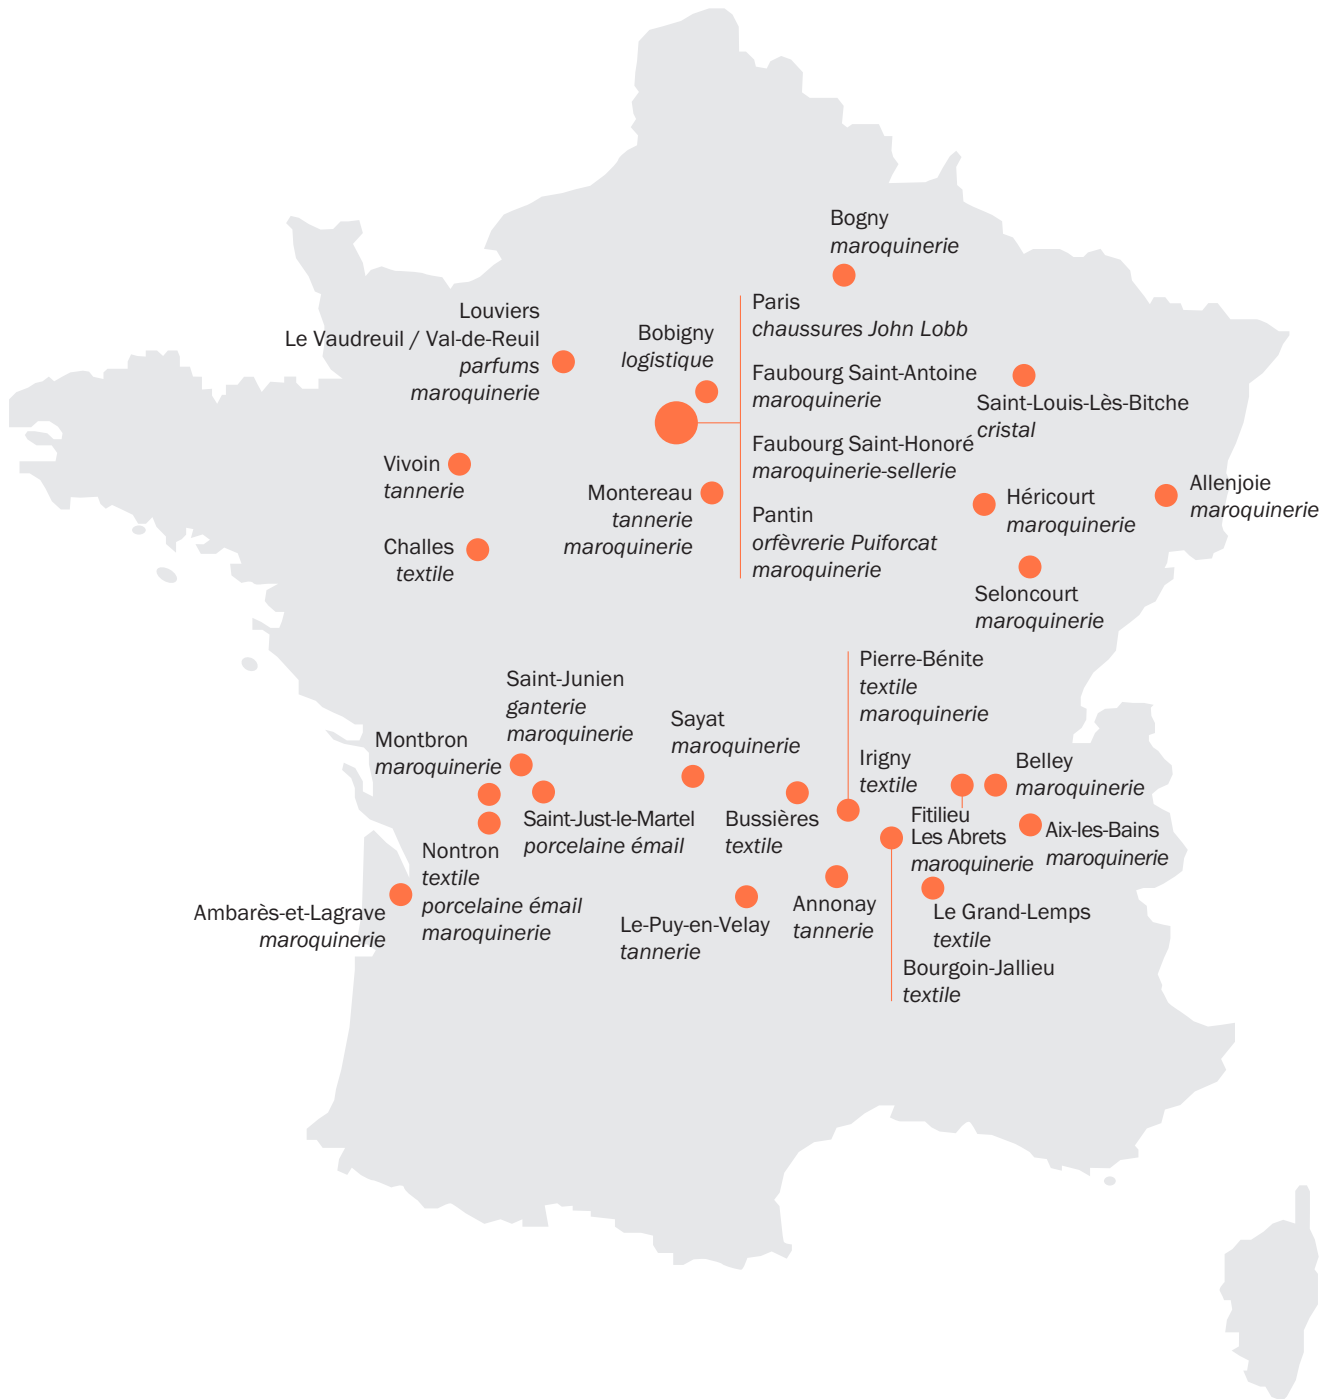 Bogny
maroquinerie
Louviers
Le Vaudreuil / Val-de-Reuil
parfums
maroquinerie
Bobigny
logistique
Paris
chaussures John Lobb
Faubourg Saint-Antoine
maroquinerie
Faubourg Saint-Honoré
maroquinerie-sellerie
Pantin
orfèvrerie Puiforcat
maroquinerie
Saint-Louis-Lès-Bitche
cristal
Vivoin
tannerie
Montereau
tannerie
maroquinerie
Héricourt
maroquinerie
Allenjoie
maroquinerie
Challes
textile
Seloncourt
maroquinerie
Saint-Junien
ganterie
maroquinerie
Pierre-Bénite
textile
maroquinerie
Irigny
textile
Sayat
maroquinerie
Montbron
maroquinerie
Belley
maroquinerie
Saint-Just-le-Martel
porcelaine émail
Bussières
textile
Fitilieu
Les Abrets
maroquinerie
Aix-les-Bains
maroquinerie
Nontron
textile
porcelaine émail
maroquinerie
Ambarès-et-Lagrave
maroquinerie
Le-Puy-en-Velay
tannerie
Annonay
tannerie
Le Grand-Lemps
textile
Bourgoin-Jallieu
textile